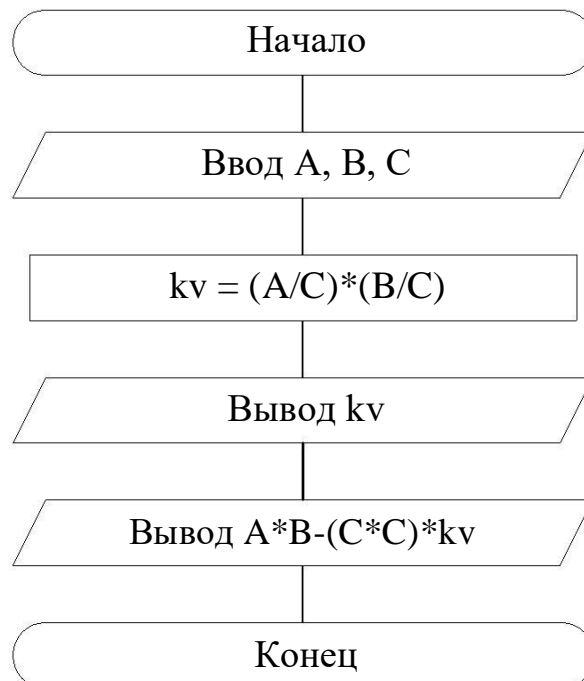 Начало
Ввод A, B, C
kv = (A/C)*(B/C)
Вывод kv
Вывод A*B-(C*C)*kv
Конец